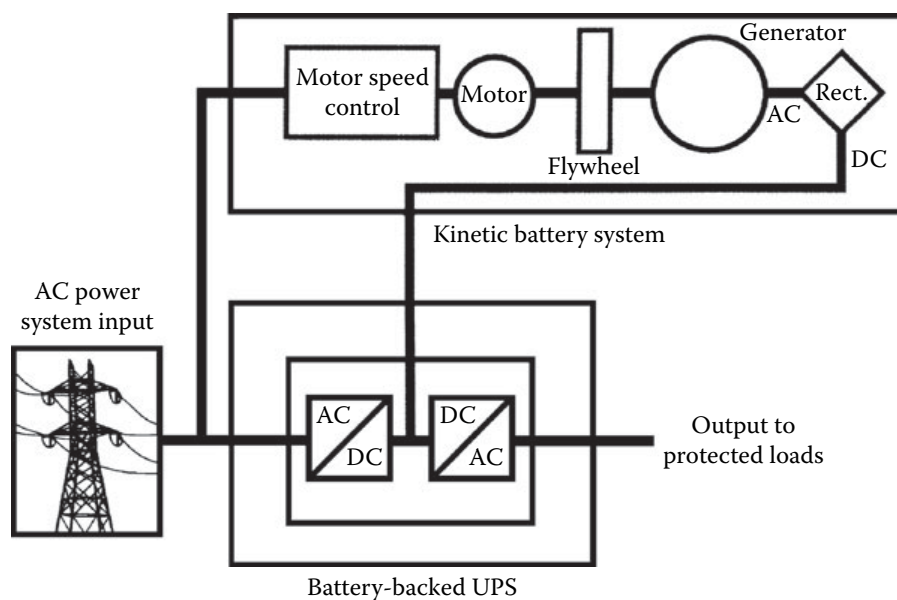 Generator
Motor speed
control
Motor
Rect.
AC
Flywheel
DC
Kinetic battery system
AC power
system input
AC
DC
DC
AC
Output to
protected loads
Battery-backed UPS